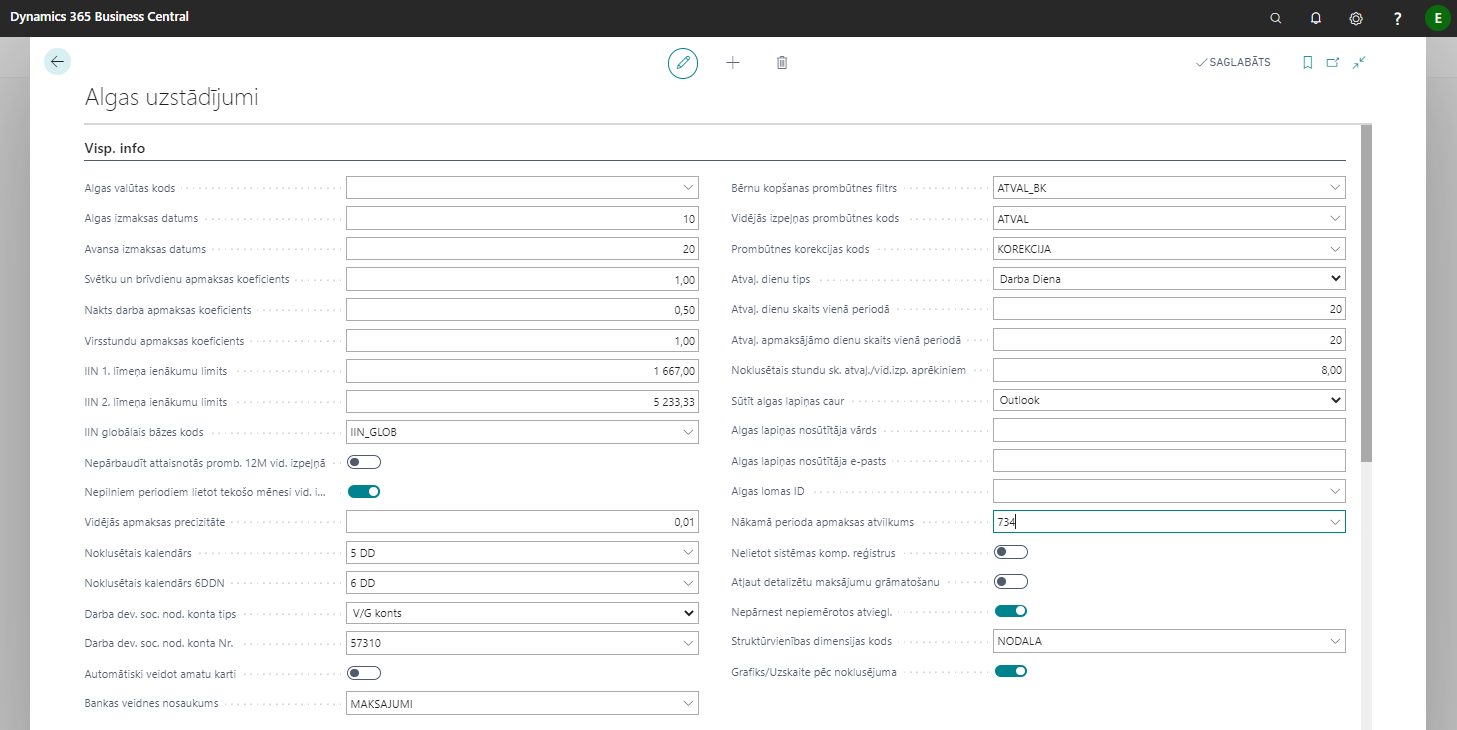 Dynamics 365 Business Central
?
E
SAGLABĀTS
Algas uzstādījumi
Visp. info
Algas valūtas kods
Algas izmaksas datums 10
Avansa izmaksas datums 20
Svētku un brīvdienu apmaksas koeficients 1,00
Nakts darba apmaksas koeficients 0,50
Virsstundu apmaksas koeficients 1,00
IIN 1. līmeņa ienākumu limits 1 667,00
IIN 2. līmeņa ienākumu limits 5 233,33
IIN globālais bāzes kods IIN_GLOB
Nepārbaudīt attaisnotās promb. 12M vid. izpeļņā
Nepilniem periodiem lietot tekošo mēnesi vid. i...
Vidējās apmaksas precizitāte 0,01
Noklusētais kalendārs 5 DD
Noklusētais kalendārs 6DDN 6 DD
Darba dev. soc. nod. konta tips V/G konts
Darba dev. soc. nod. konta Nr. 57310
Automātiski veidot amatu karti
Bankas veidnes nosaukums MAKSAJUMI
Bērnu kopšanas prombūtnes filtrs ATVAL_BK
Vidējās izpeļņas prombūtnes kods ATVAL
Prombūtnes korekcijas kods KOREKCIJA
Atvaļ. dienu tips Darba Diena
Atvaļ. dienu skaits vienā periodā 20
Atvaļ. apmaksājāmo dienu skaits vienā periodā 20
Noklusētais stundu sk. atvaļ./vid.izp. aprēķiniem 8,00
Sūtīt algas lapiņas caur Outlook
Algas lapiņas nosūtītāja vārds
Algas lapiņas nosūtītāja e-pasts
Algas lomas ID
Nākamā perioda apmaksas atvilkums 734
Nelietot sistēmas komp. reģistrus
Atļaut detalizētu maksājumu grāmatošanu
Nepārnest nepiemērotos atviegl.
Struktūrvienības dimensijas kods NODALA
Grafiks/Uzskaite pēc noklusējuma